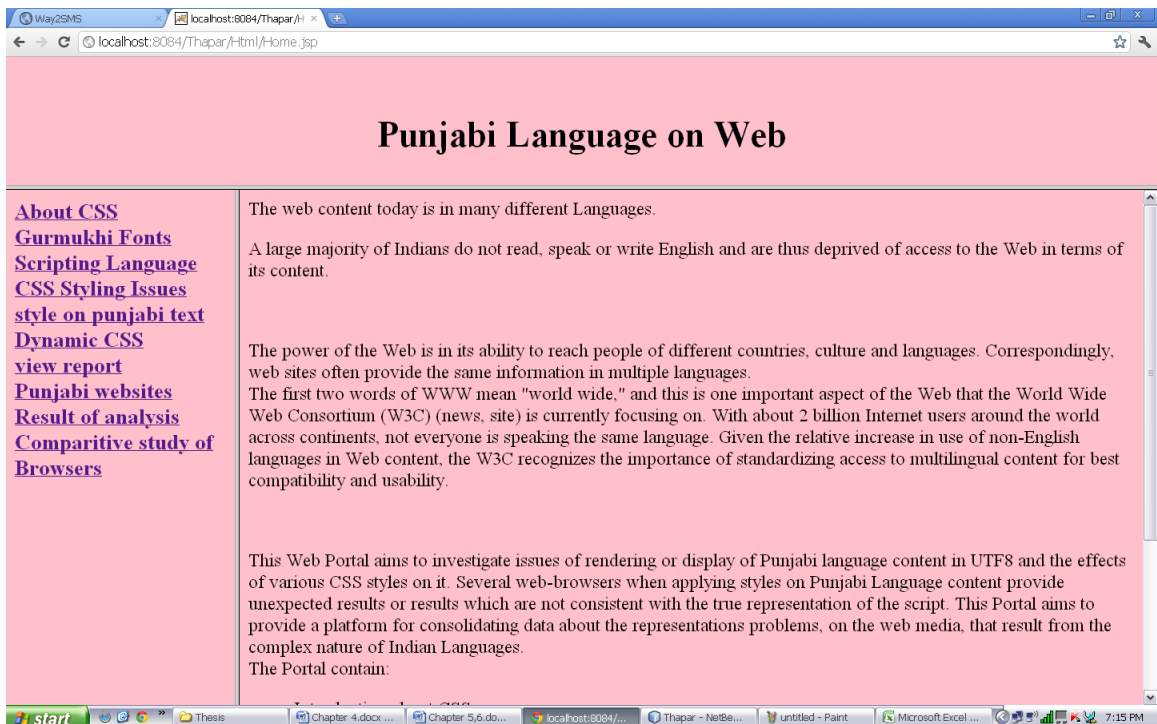 Way2SMS
localhost:8084/Thapar/H
localhost:8084/Thapar/Html/Home.jsp
Punjabi Language on Web
About CSS
Gurmukhi Fonts
Scripting Language
CSS Styling Issues
style on punjabi text
Dynamic CSS
view report
Punjabi websites
Result of analysis
Comparitive study of
Browsers
The web content today is in many different Languages.
A large majority of Indians do not read, speak or write English and are thus deprived of access to the Web in terms of
its content.
The power of the Web is in its ability to reach people of different countries, culture and languages. Correspondingly,
web sites often provide the same information in multiple languages.
The first two words of WWW mean "world wide," and this is one important aspect of the Web that the World Wide
Web Consortium (W3C) (news, site) is currently focusing on. With about 2 billion Internet users around the world
across continents, not everyone is speaking the same language. Given the relative increase in use of non-English
languages in Web content, the W3C recognizes the importance of standardizing access to multilingual content for best
compatibility and usability.
This Web Portal aims to investigate issues of rendering or display of Punjabi language content in UTF8 and the effects
of various CSS styles on it. Several web-browsers when applying styles on Punjabi Language content provide
unexpected results or results which are not consistent with the true representation of the script. This Portal aims to
provide a platform for consolidating data about the representations problems, on the web media, that result from the
complex nature of Indian Languages.
The Portal contain:
start
Thesis
Chapter 4.docx ...
Chapter 5,6.do...
localhost:8084/...
Thapar - NetBe...
untitled - Paint
Microsoft Excel ...
7:15 PM